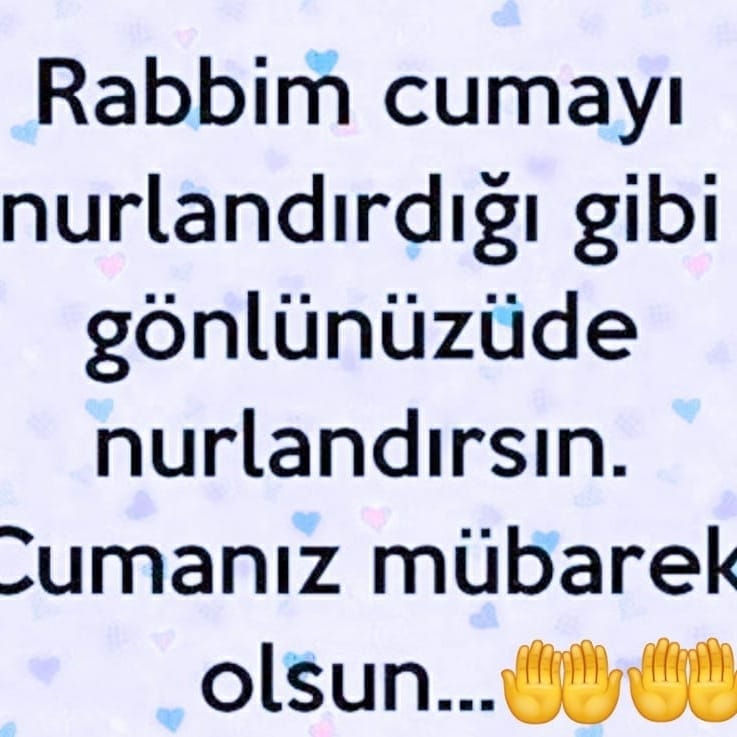 Rabbim cumayı
nurlandırdığı gibi
gönlünüzüde
nurlandırsın.
Cumanız mübarek
olsun...🤲🤲